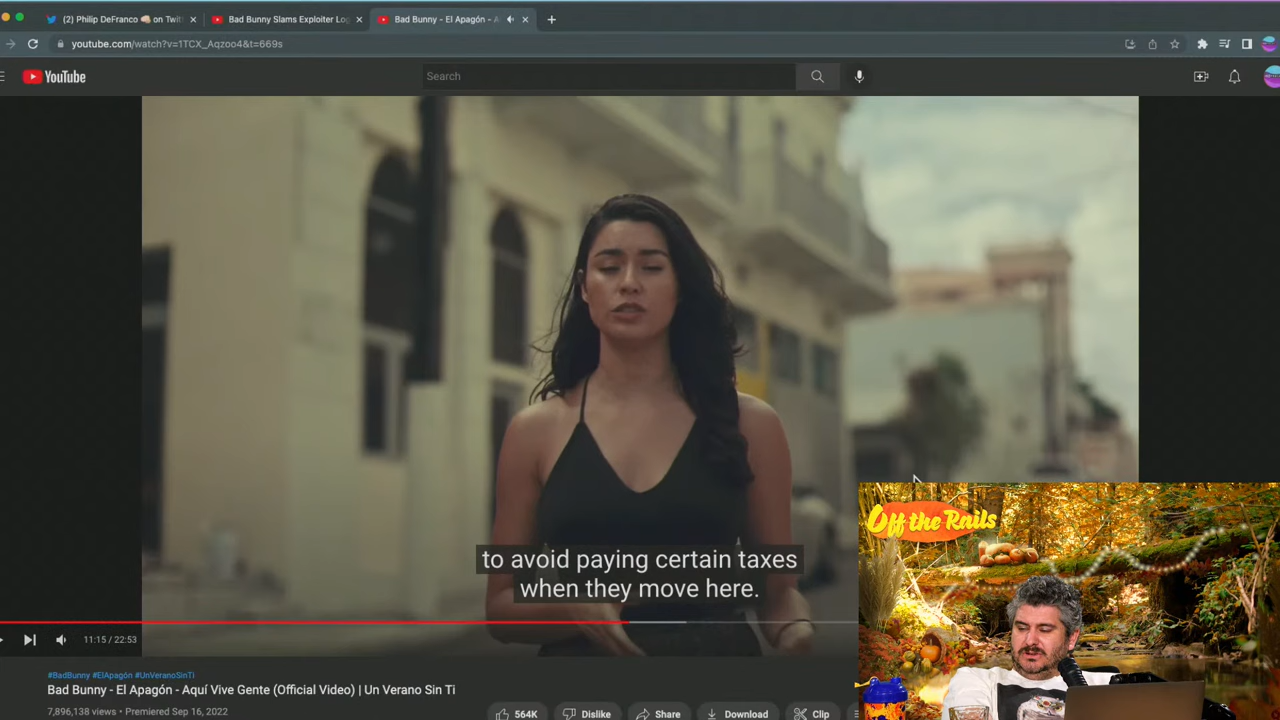 (2) Philip DeFranco 🧠 on Twit
Bad Bunny Slams Exploiter Log
Bad Bunny - El Apagón - A
youtube.com/watch?v=1TCX_Aqzoo4&t=669s
YouTube
Search
Off the Rails
to avoid paying certain taxes
when they move here.
11:15 / 22:53
#BadBunny #ElApagón #UnVeranoSinTi
Bad Bunny - El Apagón - Aquí Vive Gente (Official Video) | Un Verano Sin Ti
7,896,138 views • Premiered Sep 16, 2022
564K
Dislike
Share
Download
Clip